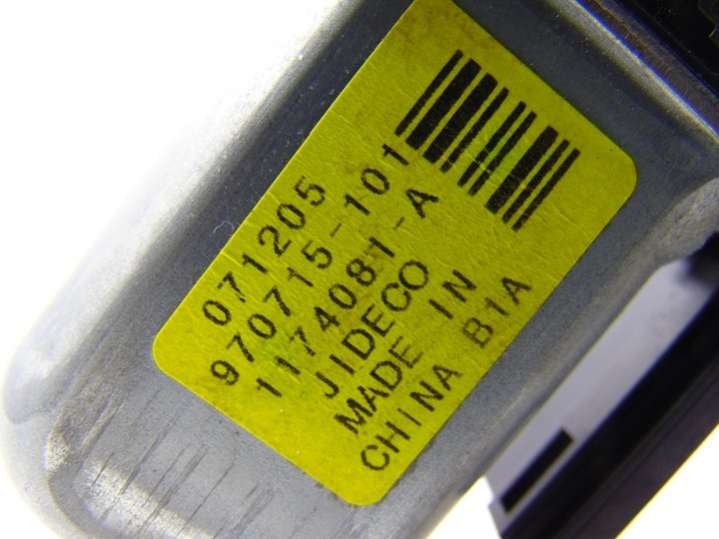 071205
970715-101
1174081-A
JIDECO
MADE IN
CHINA B1A